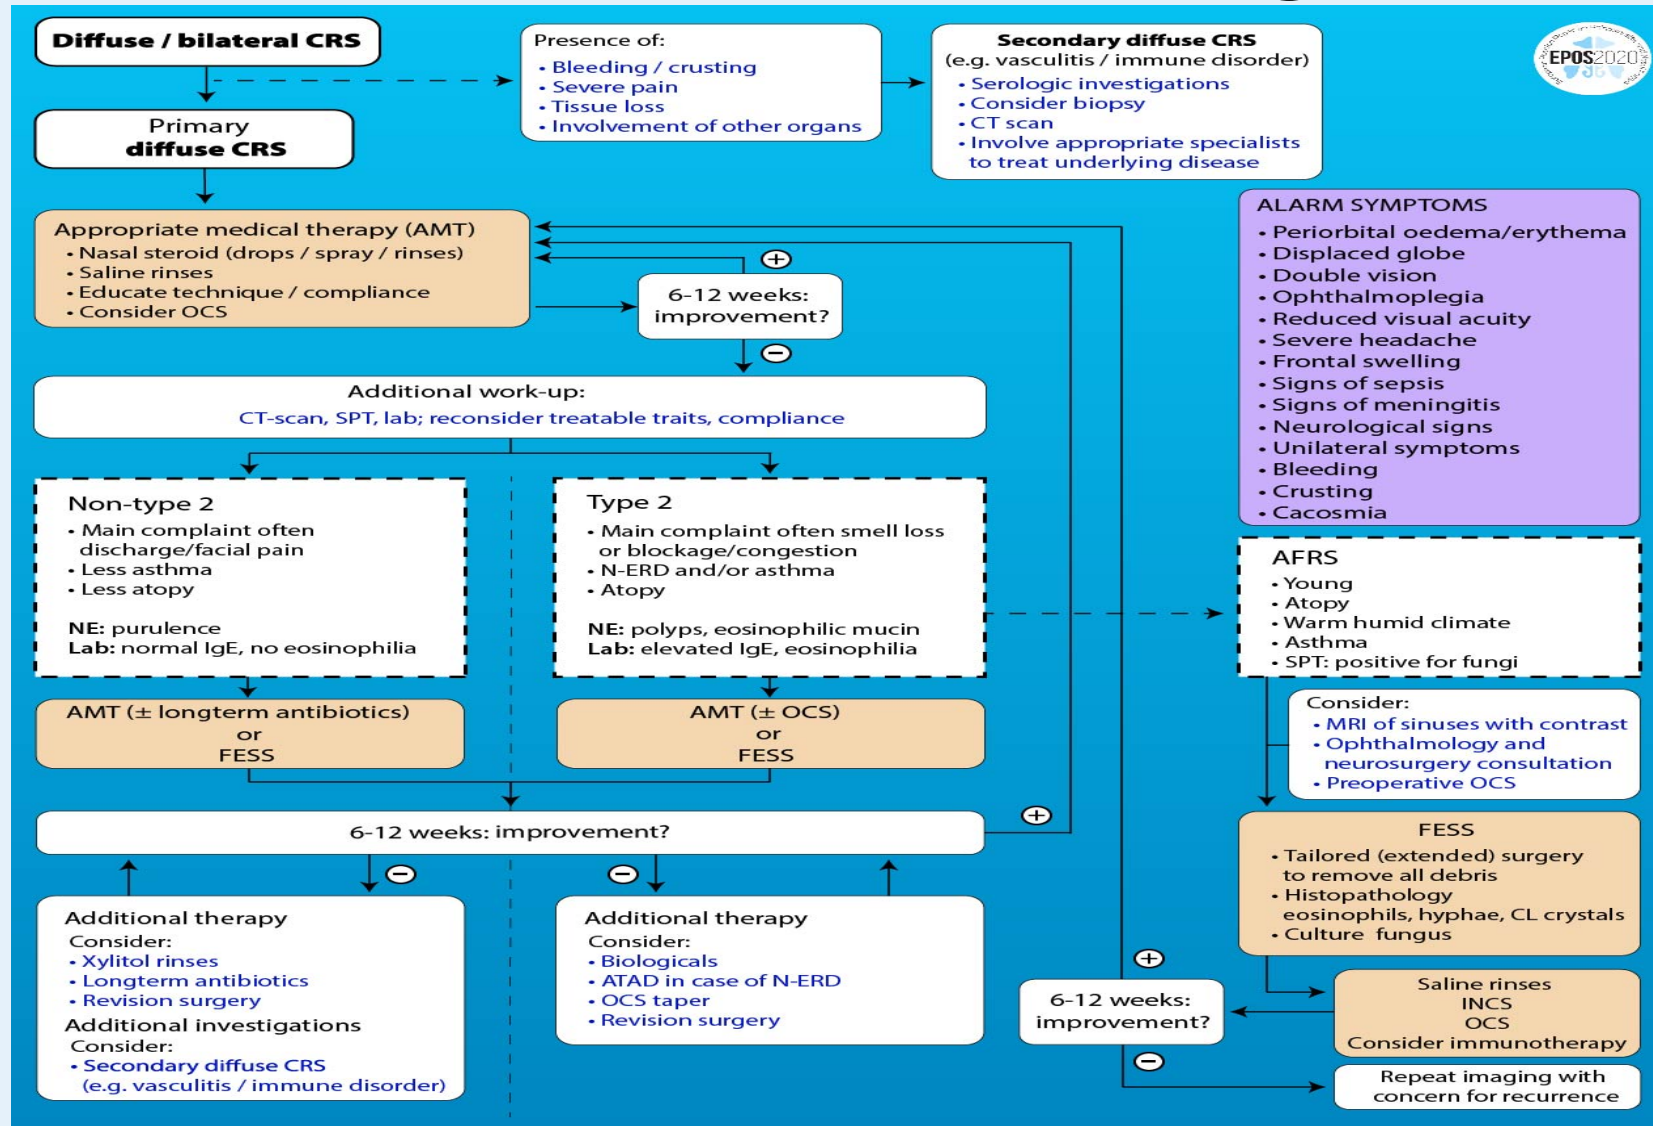 Diffuse / bilateral CRS
Presence of:
• Bleeding / crusting
• Severe pain
• Tissue loss
• Involvement of other organs
Secondary diffuse CRS
(e.g. vasculitis / immune disorder)
• Serologic investigations
• Consider biopsy
• CT scan
• Involve appropriate specialists
to treat underlying disease
EPOS2020
Primary
diffuse CRS
Appropriate medical therapy (AMT)
• Nasal steroid (drops / spray / rinses)
• Saline rinses
• Educate technique / compliance
• Consider OCS
+
6-12 weeks:
improvement?
−
ALARM SYMPTOMS
• Periorbital oedema/erythema
• Displaced globe
• Double vision
• Ophthalmoplegia
• Reduced visual acuity
• Severe headache
• Frontal swelling
• Signs of sepsis
• Signs of meningitis
• Neurological signs
• Unilateral symptoms
• Bleeding
• Crusting
• Cacosmia
Additional work-up:
CT-scan, SPT, lab; reconsider treatable traits, compliance
Non-type 2
• Main complaint often
discharge/facial pain
• Less asthma
• Less atopy
NE: purulence
Lab: normal IgE, no eosinophilia
Type 2
• Main complaint often smell loss
or blockage/congestion
• N-ERD and/or asthma
• Atopy
NE: polyps, eosinophilic mucin
Lab: elevated IgE, eosinophilia
AFRS
• Young
• Atopy
• Warm humid climate
• Asthma
• SPT: positive for fungi
AMT (± longterm antibiotics)
or
FESS
AMT (± OCS)
or
FESS
Consider:
• MRI of sinuses with contrast
• Ophthalmology and
neurosurgery consultation
• Preoperative OCS
6-12 weeks: improvement?
+
−
−
FESS
• Tailored (extended) surgery
to remove all debris
• Histopathology
eosinophils, hyphae, CL crystals
• Culture fungus
Additional therapy
Consider:
• Xylitol rinses
• Longterm antibiotics
• Revision surgery
Additional investigations
Consider:
• Secondary diffuse CRS
(e.g. vasculitis / immune disorder)
Additional therapy
Consider:
• Biologicals
• ATAD in case of N-ERD
• OCS taper
• Revision surgery
+
6-12 weeks:
improvement?
−
Saline rinses
INCS
OCS
Consider immunotherapy
Repeat imaging with
concern for recurrence